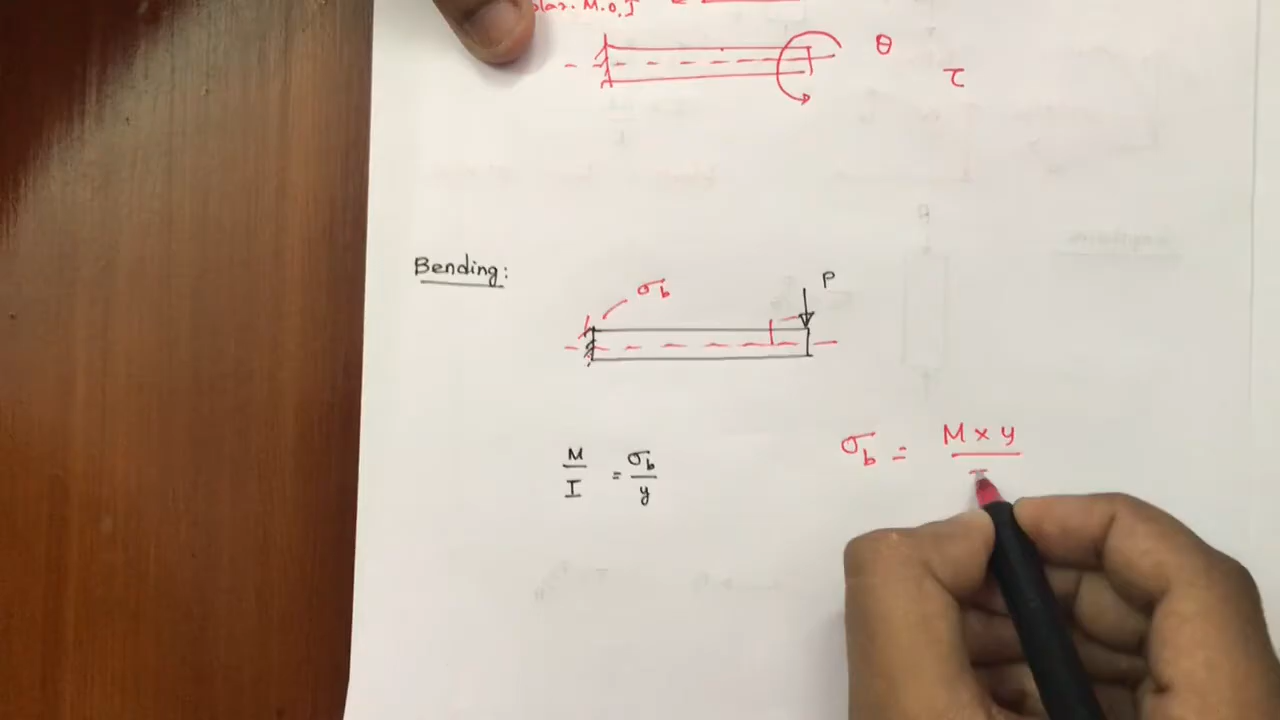 M.O.I
θ
τ
Bending:
σb
P
M/I = σb/y
σb = M × y